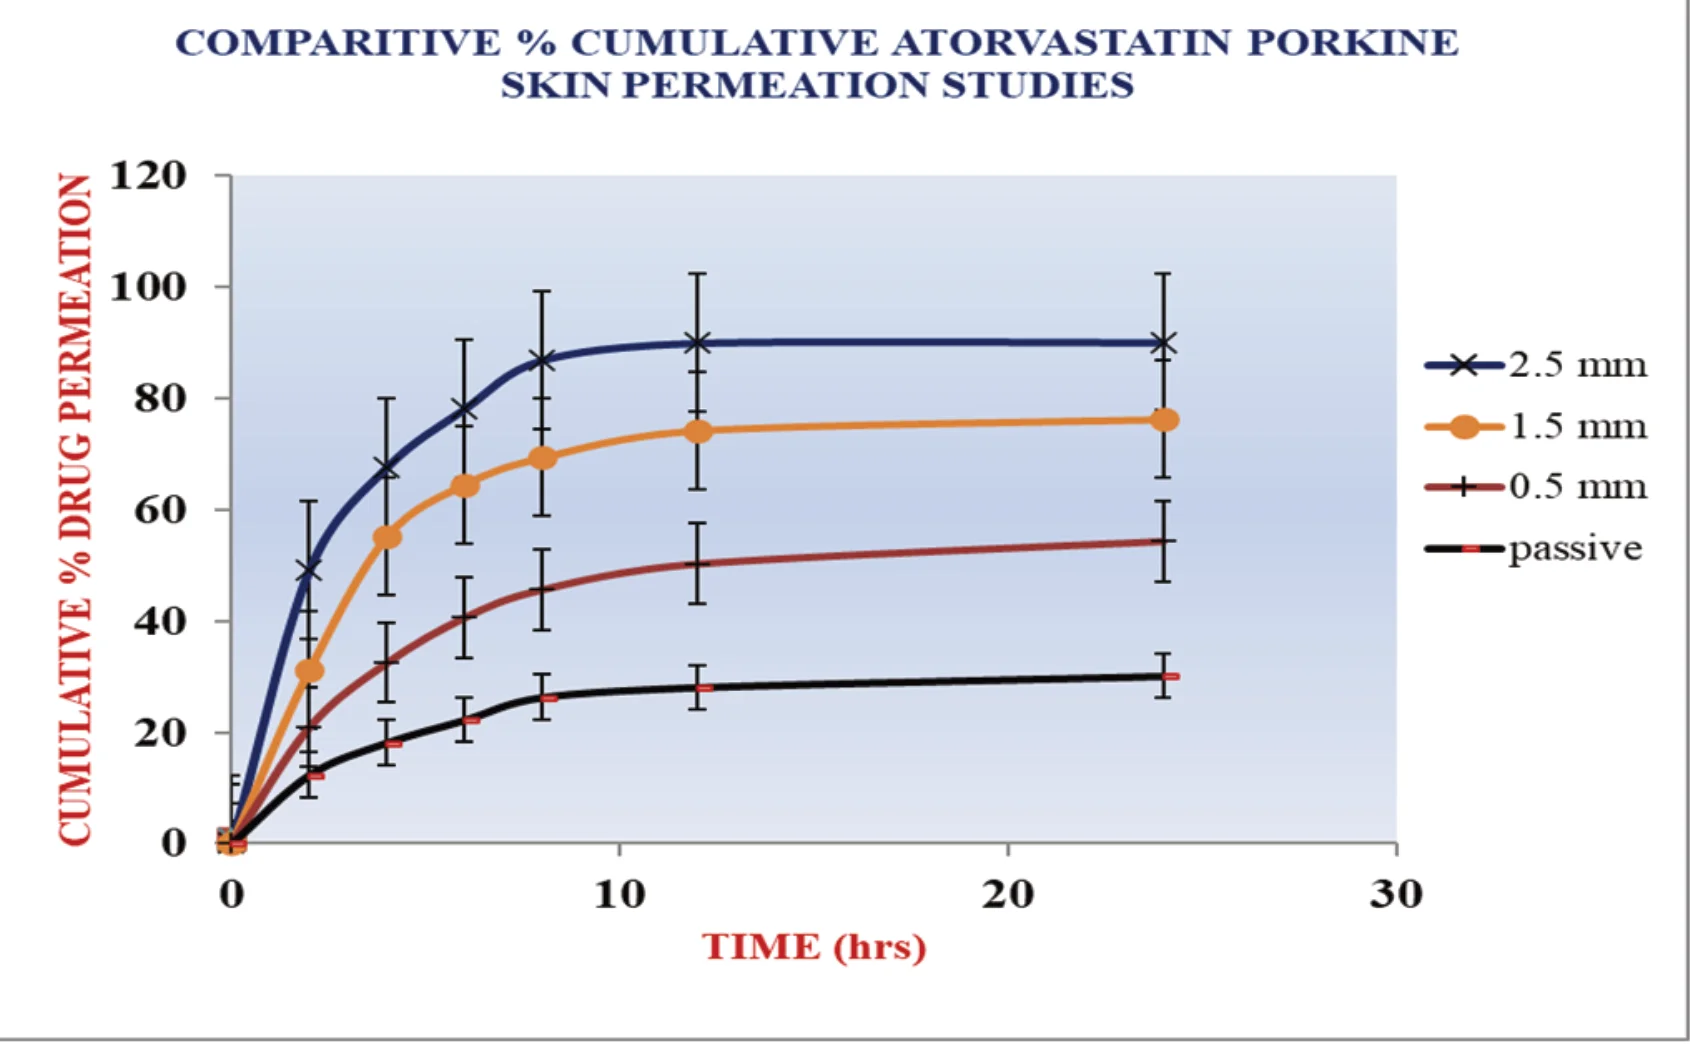 COMPARITIVE % CUMULATIVE ATORVASTATIN PORKINE
SKIN PERMEATION STUDIES
CUMULATIVE % DRUG PERMEATION
120
100
80
60
40
20
0
0
10
20
30
TIME (hrs)
2.5 mm
1.5 mm
0.5 mm
passive